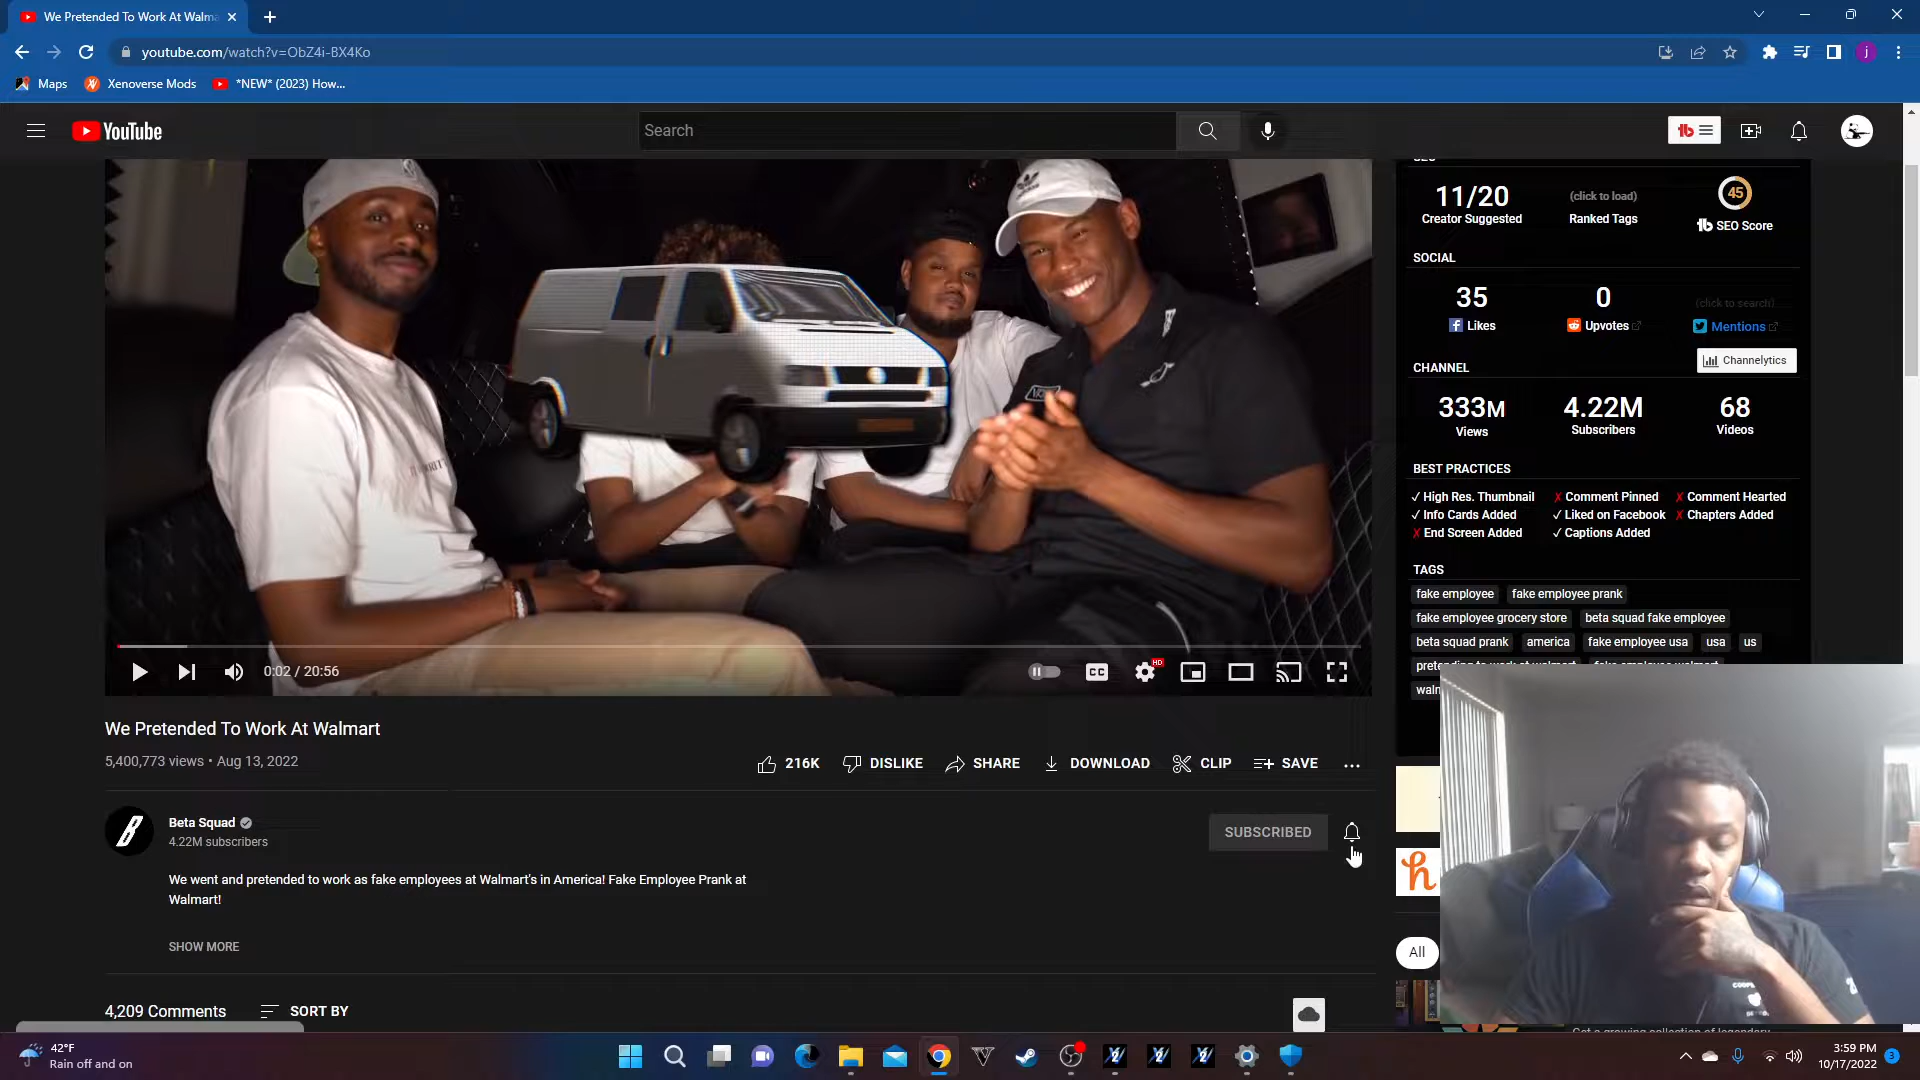 We Pretended To Work At Walma
youtube.com/watch?v=ObZ4i-BX4Ko
Maps
Xenoverse Mods
*NEW* (2023) How...
YouTube
Search
tb
j
11/20
Creator Suggested
(click to load)
Ranked Tags
45
tb SEO Score
SOCIAL
35
Likes
0
Upvotes
(click to search)
Mentions
Channelytics
CHANNEL
333M
Views
4.22M
Subscribers
68
Videos
BEST PRACTICES
✓ High Res. Thumbnail
✗ Comment Pinned
✗ Comment Hearted
✓ Info Cards Added
✓ Liked on Facebook
✗ Chapters Added
✗ End Screen Added
✓ Captions Added
TAGS
fake employee
fake employee prank
fake employee grocery store
beta squad fake employee
beta squad prank
america
fake employee usa
usa
us
0:02 / 20:56
CC
HD
We Pretended To Work At Walmart
5,400,773 views • Aug 13, 2022
216K
DISLIKE
SHARE
DOWNLOAD
CLIP
SAVE
...
Beta Squad
4.22M subscribers
SUBSCRIBED
We went and pretended to work as fake employees at Walmart's in America! Fake Employee Prank at
Walmart!
SHOW MORE
All
4,209 Comments
SORT BY
42°F
Rain off and on
3:59 PM
10/17/2022
3